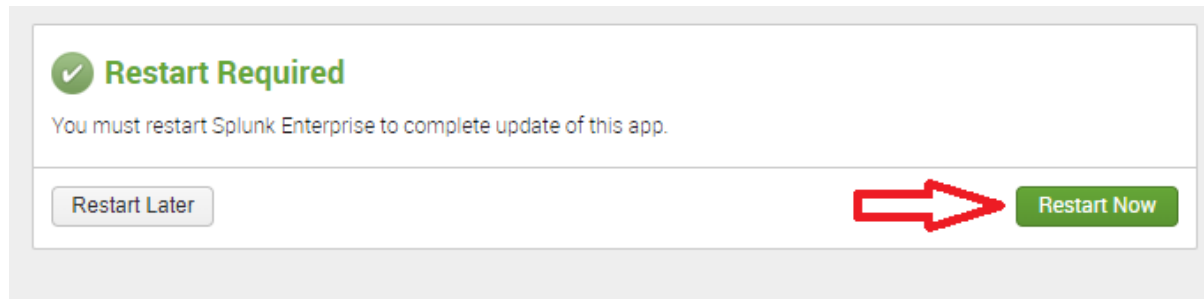 Restart Required
You must restart Splunk Enterprise to complete update of this app.
Restart Later
Restart Now